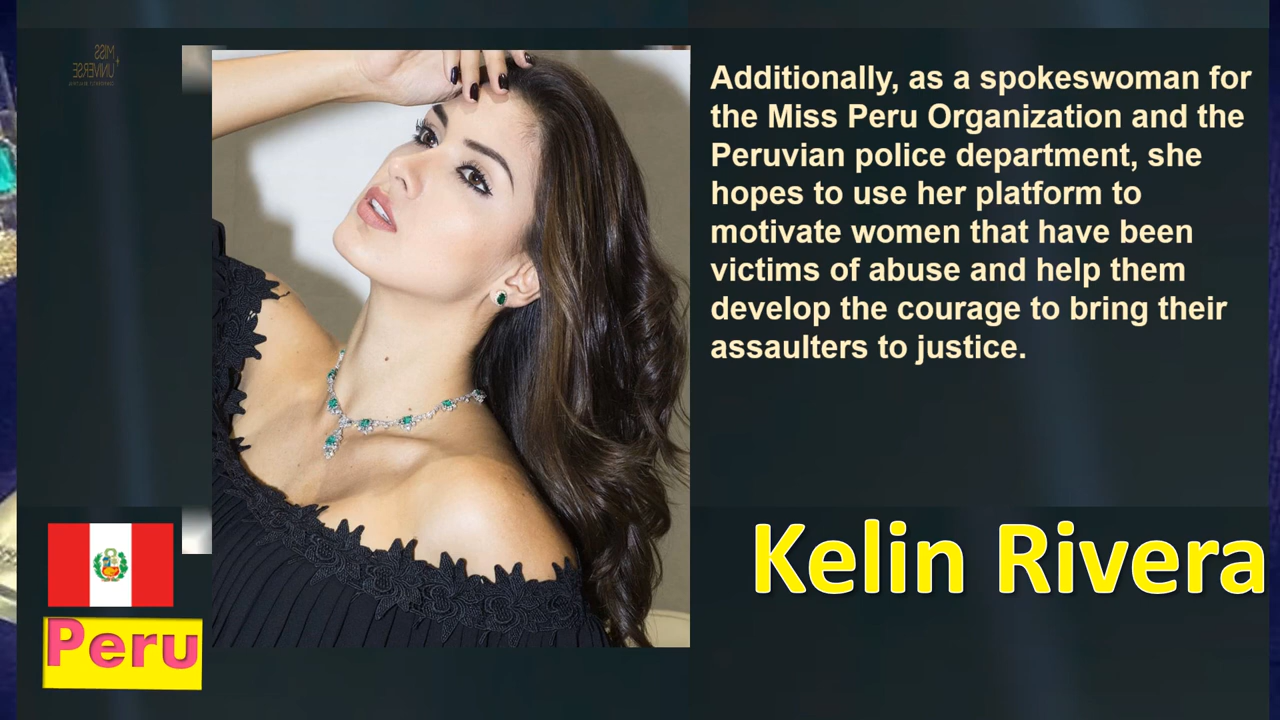 MISS
UNIVERSE
Additionally, as a spokeswoman for
the Miss Peru Organization and the
Peruvian police department, she
hopes to use her platform to
motivate women that have been
victims of abuse and help them
develop the courage to bring their
assaulters to justice.
Kelin Rivera
Peru